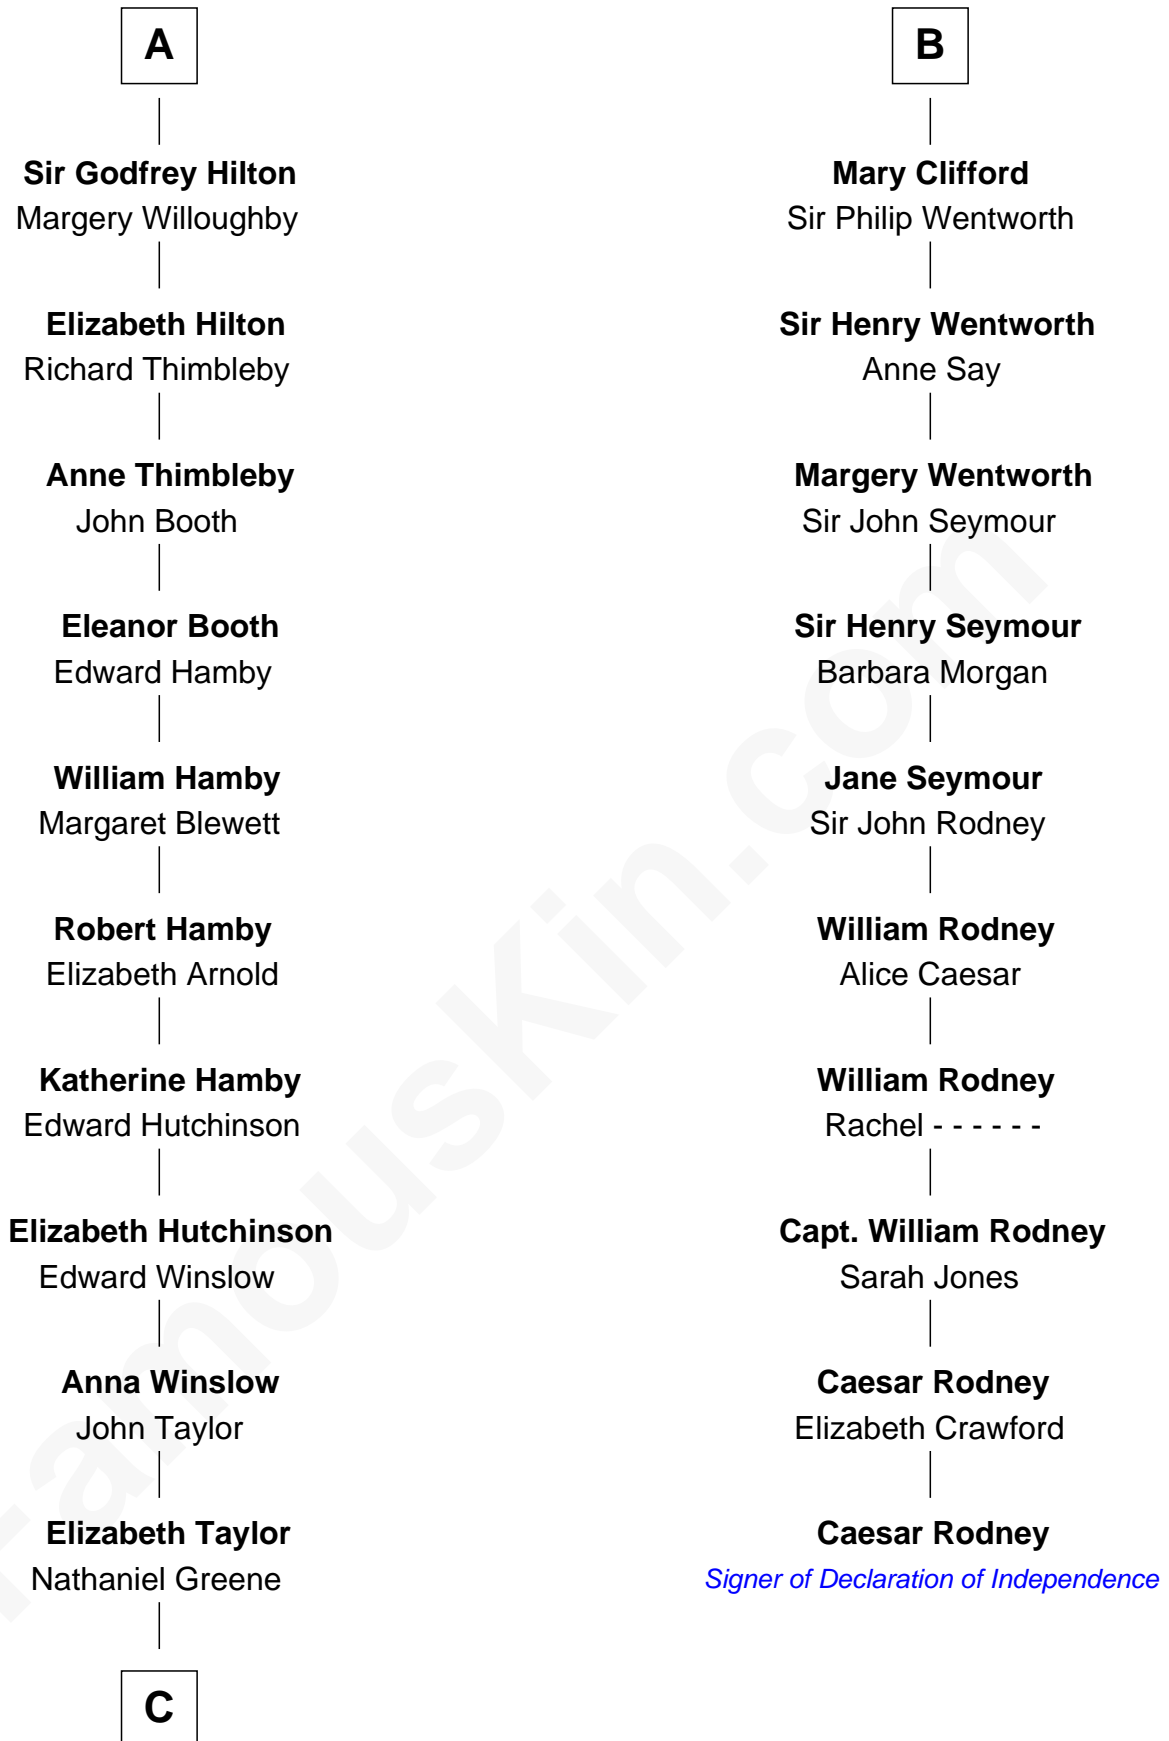 A
Sir Godfrey Hilton
Margery Willoughby
Elizabeth Hilton
Richard Thimbleby
Anne Thimbleby
John Booth
Eleanor Booth
Edward Hamby
William Hamby
Margaret Blewett
Robert Hamby
Elizabeth Arnold
Katherine Hamby
Edward Hutchinson
Elizabeth Hutchinson
Edward Winslow
Anna Winslow
John Taylor
Elizabeth Taylor
Nathaniel Greene
C
B
Mary Clifford
Sir Philip Wentworth
Sir Henry Wentworth
Anne Say
Margery Wentworth
Sir John Seymour
Sir Henry Seymour
Barbara Morgan
Jane Seymour
Sir John Rodney
William Rodney
Alice Caesar
William Rodney
Rachel - - - - - -
Capt. William Rodney
Sarah Jones
Caesar Rodney
Elizabeth Crawford
Caesar Rodney
Signer of Declaration of Independence
FamousKin.com